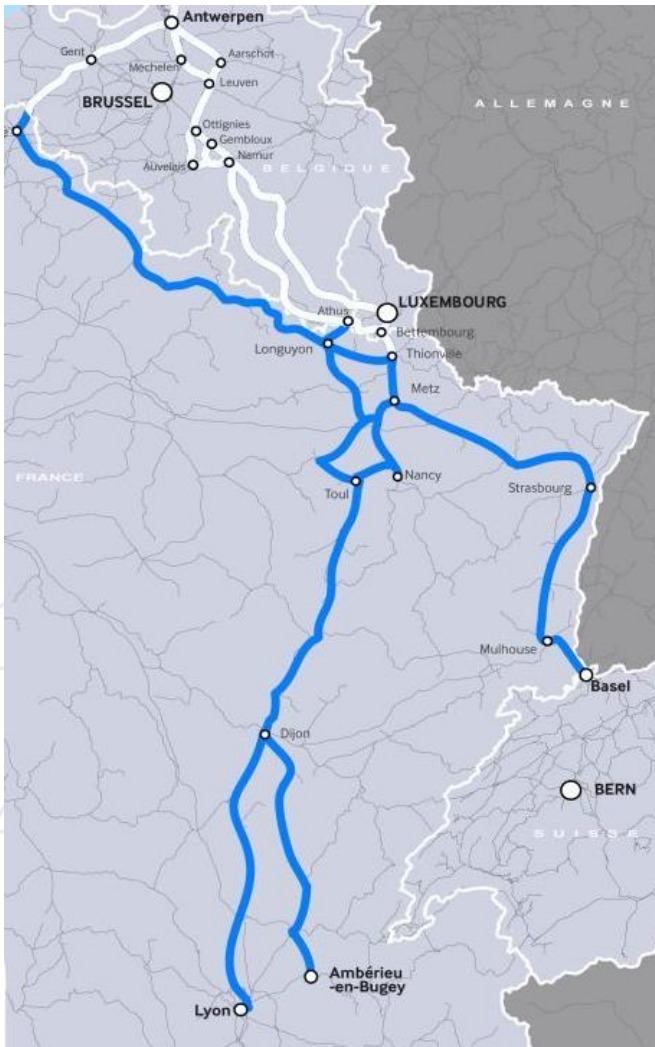 Antwerpen
Gent
Mechelen
Aarschot
Leuven
BRUSSEL
ALLEMAGNE
Ottignies
Gembloux
Auvelais
Namur
BELGIQUE
LUXEMBOURG
Athus
Bettembourg
Longuyon
Thionville
Metz
FRANCE
Toul
Nancy
Strasbourg
Mulhouse
Basel
Dijon
BERN
SUISSE
Ambérieu
-en-Bugey
Lyon